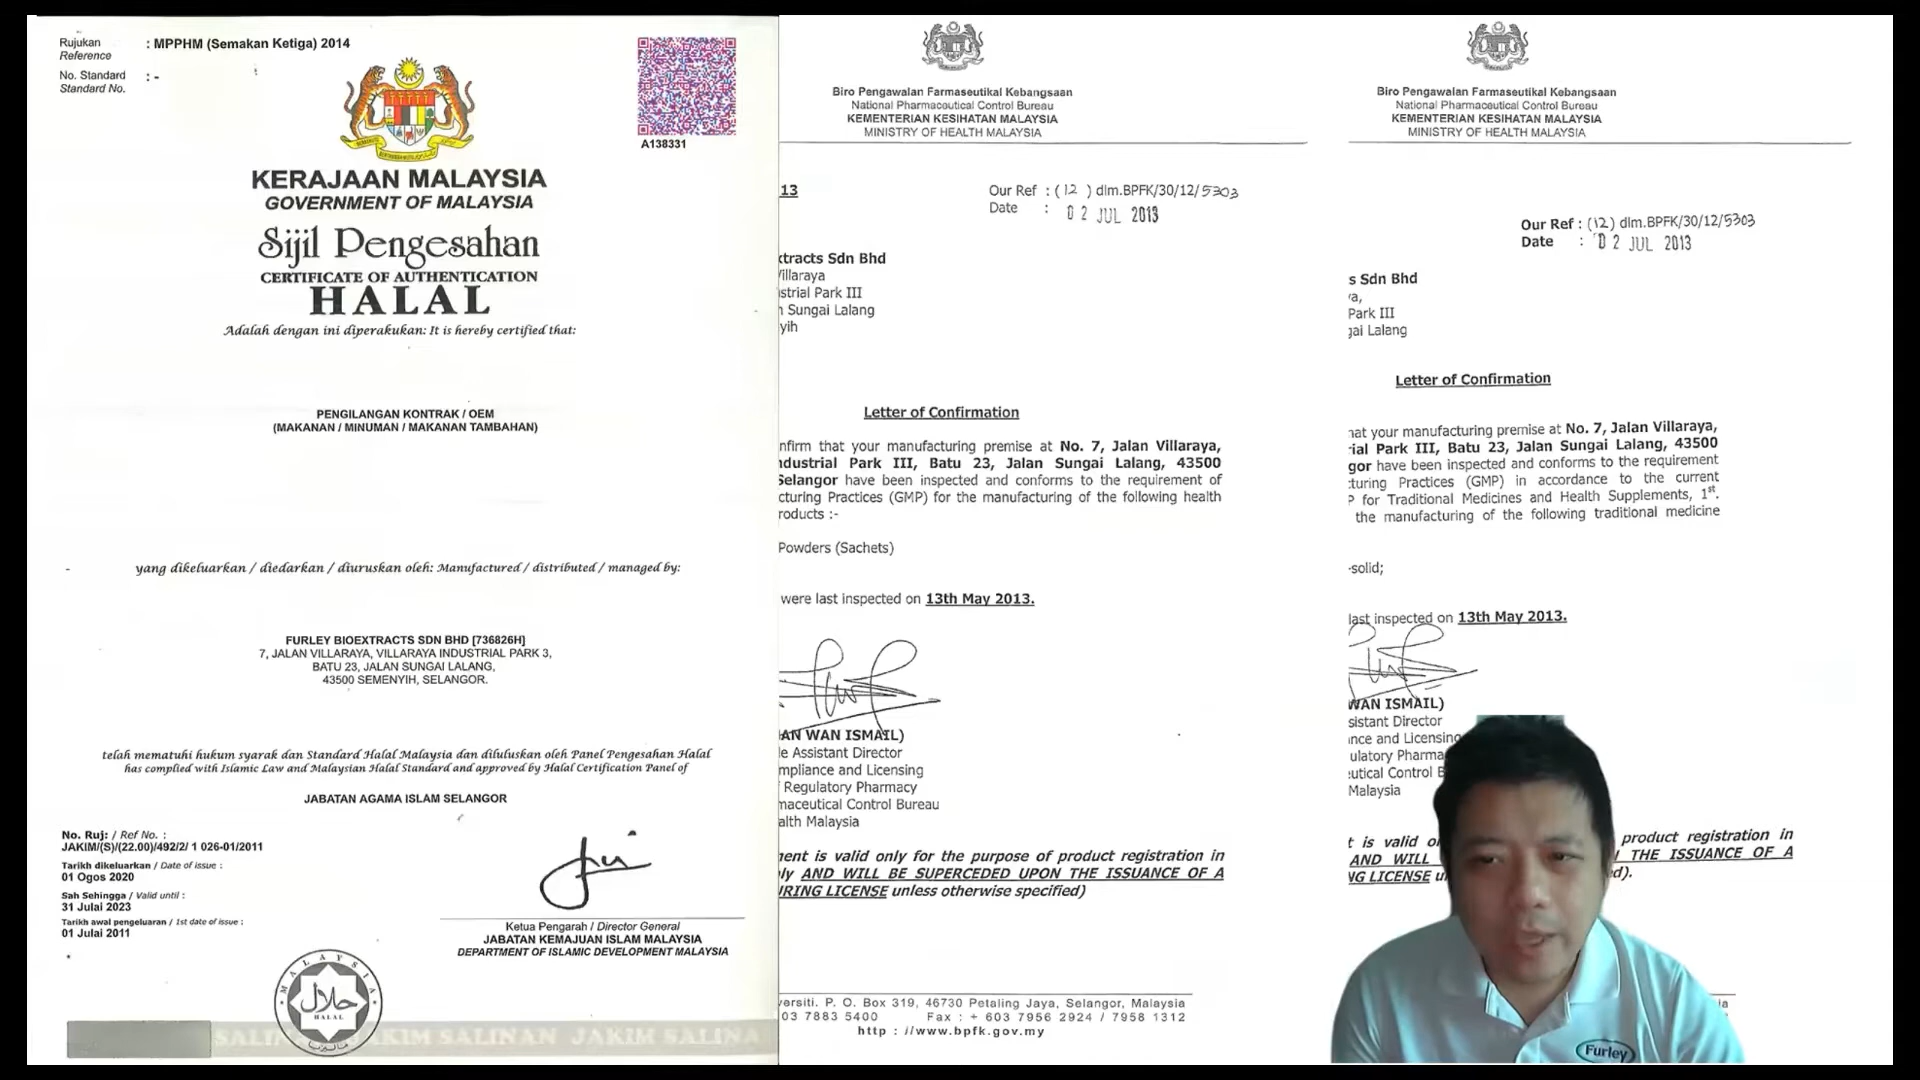 Rujukan : MPPHM (Semakan Ketiga) 2014
Reference
No. Standard : -
Standard No.
A138331
KERAJAAN MALAYSIA
GOVERNMENT OF MALAYSIA
Sijil Pengesahan
CERTIFICATE OF AUTHENTICATION
HALAL
Adalah dengan ini diperakukan: It is hereby certified that:
PENGILANGAN KONTRAK / OEM
(MAKANAN / MINUMAN / MAKANAN TAMBAHAN)
yang dikeluarkan / diedarkan / diuruskan oleh: Manufactured / distributed / managed by:
FURLEY BIOEXTRACTS SDN BHD [736826H]
7, JALAN VILLARAYA, VILLARAYA INDUSTRIAL PARK 3,
BATU 23, JALAN SUNGAI LALANG,
43500 SEMENYIH, SELANGOR.
telah mematuhi hukum syarak dan Standard Halal Malaysia dan diluluskan oleh Panel Pengesahan Halal
has complied with Islamic Law and Malaysian Halal Standard and approved by Halal Certification Panel of
JABATAN AGAMA ISLAM SELANGOR
No. Ruj: / Ref No. :
JAKIM/(S)/(22.00)/492/2/ 1 026-01/2011
Tarikh dikeluarkan / Date of issue :
01 Ogos 2020
Sah Sehingga / Valid until :
31 Julai 2023
Tarikh awal pengeluaran / 1st date of issue :
01 Julai 2011
Ketua Pengarah / Director General
JABATAN KEMAJUAN ISLAM MALAYSIA
DEPARTMENT OF ISLAMIC DEVELOPMENT MALAYSIA
MALAYSIA
حلال
HALAL
SALINAN JAKIM SALINA
Biro Pengawalan Farmaseutikal Kebangsaan
National Pharmaceutical Control Bureau
KEMENTERIAN KESIHATAN MALAYSIA
MINISTRY OF HEALTH MALAYSIA
13
Our Ref : (12) dlm.BPFK/30/12/5303
Date : 02 JUL 2013
tracts Sdn Bhd
illaraya
strial Park III
Sungai Lalang
yih
Letter of Confirmation
nfirm that your manufacturing premise at No. 7, Jalan Villaraya,
ndustrial Park III, Batu 23, Jalan Sungai Lalang, 43500
Selangor have been inspected and conforms to the requirement of
cturing Practices (GMP) for the manufacturing of the following health
roducts :-
Powders (Sachets)
were last inspected on 13th May 2013.
AN WAN ISMAIL)
e Assistant Director
mpliance and Licensing
Regulatory Pharmacy
maceutical Control Bureau
alth Malaysia
ent is valid only for the purpose of product registration in
ly AND WILL BE SUPERCEDED UPON THE ISSUANCE OF A
RING LICENSE unless otherwise specified)
versiti. P. O. Box 319, 46730 Petaling Jaya, Selangor, Malaysia
03 7883 5400 Fax : + 603 7956 2924 / 7958 1312
http : //www.bpfk.gov.my
Biro Pengawalan Farmaseutikal Kebangsaan
National Pharmaceutical Control Bureau
KEMENTERIAN KESIHATAN MALAYSIA
MINISTRY OF HEALTH MALAYSIA
Our Ref : (12) dlm.BPFK/30/12/5303
Date : 02 JUL 2013
s Sdn Bhd
ya,
Park III
gai Lalang
Letter of Confirmation
hat your manufacturing premise at No. 7, Jalan Villaraya,
rial Park III, Batu 23, Jalan Sungai Lalang, 43500
gor have been inspected and conforms to the requirement
cturing Practices (GMP) in accordance to the current
P for Traditional Medicines and Health Supplements, 1st.
the manufacturing of the following traditional medicine
-solid;
last inspected on 13th May 2013.
WAN ISMAIL)
sistant Director
ance and Licensing
ulatory Pharma
eutical Control B
Malaysia
t is valid o product registration in
AND WILL THE ISSUANCE OF A
NG LICENSE u ed).
Furley